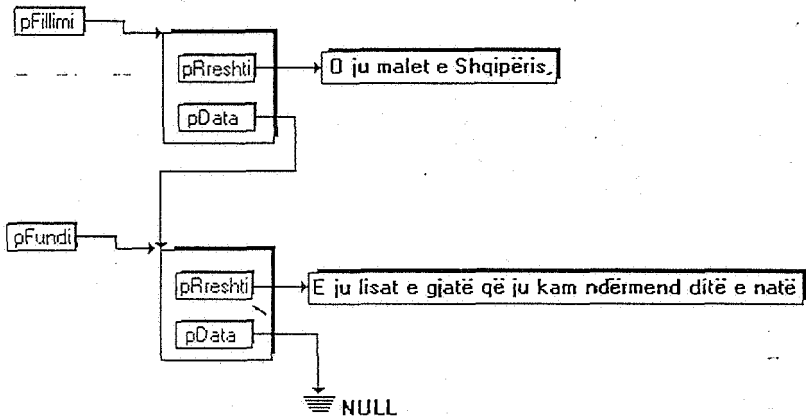 pFillimi
pRreshti
O ju malet e Shqipëris,
pData
pFundi
pRreshti
E ju lisat e gjatë që ju kam ndërmend ditë e natë
pData
NULL